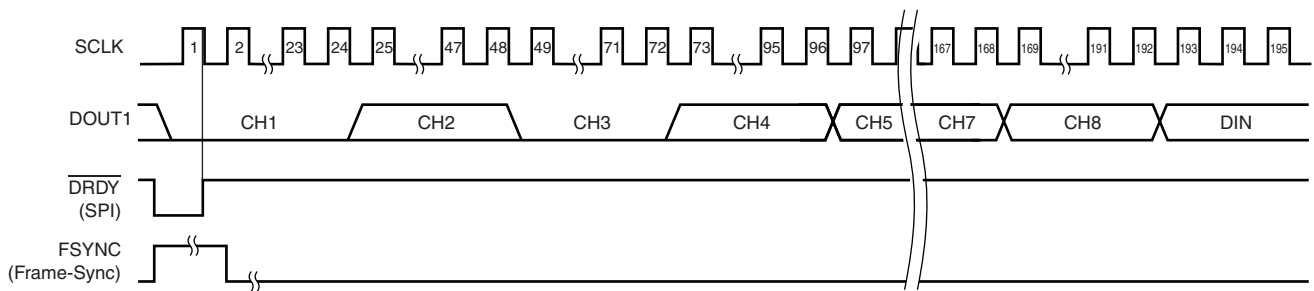 SCLK 1 2 23 24 25 47 48 49 71 72 73 95 96 97 167 168 169 191 192 193 194 195
DOUT1 CH1 CH2 CH3 CH4 CH5 CH7 CH8 DIN
DRDY
(SPI)
FSYNC
(Frame-Sync)